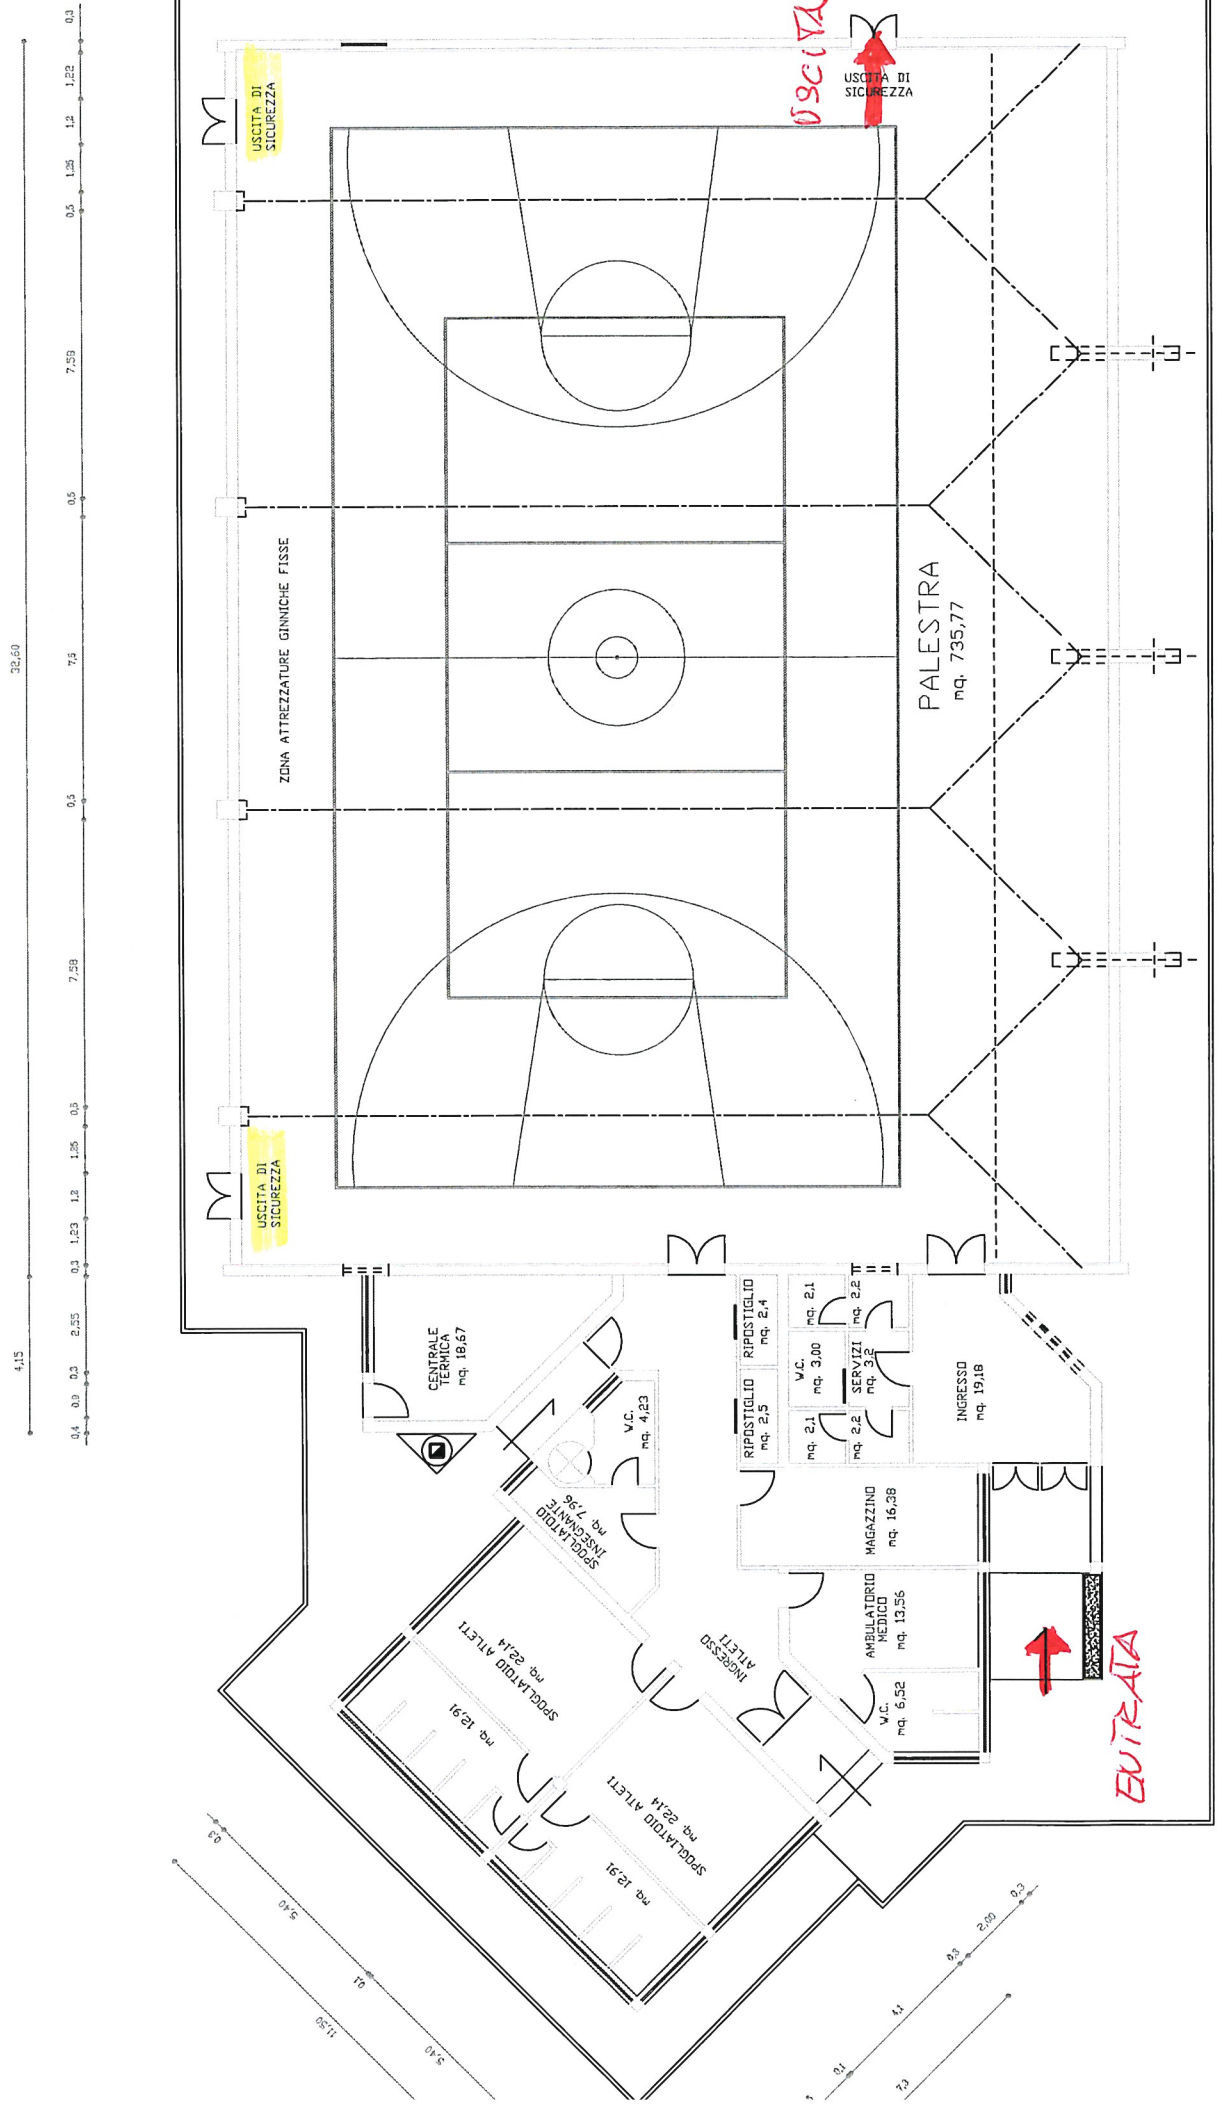 USCITA
USCITA DI
SICUREZZA
USCITA DI
SICUREZZA
0,3
1,22
1,2
1,25
0,5
7,58
0,5
32,60
7,5
0,5
7,58
0,5
1,25
1,2
1,23
0,3
4,15
2,55
0,3
0,9
0,4
ZONA ATTREZZATURE GINNICHE FISSE
PALESTRA
mq. 735,77
USCITA DI
SICUREZZA
CENTRALE
TERMICA
mq. 18,67
RIPOSTIGLIO
mq. 2,4
RIPOSTIGLIO
mq. 2,5
mq. 2,1
mq. 2,2
W.C.
mq. 3,00
SERVIZI
mq. 3,2
mq. 2,1
mq. 2,2
INGRESSO
mq. 19,18
W.C.
mq. 4,23
SPOGLIATOIO
INSEGNANTE
mq. 7,96
MAGAZZINO
mq. 16,38
AMBULATORIO
MEDICO
mq. 13,56
W.C.
mq. 6,52
INGRESSO
ATLETI
SPOGLIATOIO ATLETI
mq. 22,14
mq. 12,91
SPOGLIATOIO ATLETI
mq. 22,14
mq. 12,91
ENTRATA
0,3
5,40
0,1
11,50
5,40
0,3
2,00
0,3
4,1
0,1
7,3